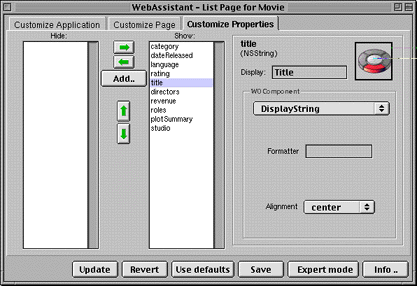 WebAssistant - List Page for Movie
Customize Application
Customize Page
Customize Properties
Hide:
Show:
Add..
category
dateReleased
language
rating
title
directors
revenue
roles
plotSummary
studio
title
(NSString)
Display: Title
WO Component
DisplayString
Formatter
Alignment center
Update
Revert
Use defaults
Save
Expert mode
Info ..